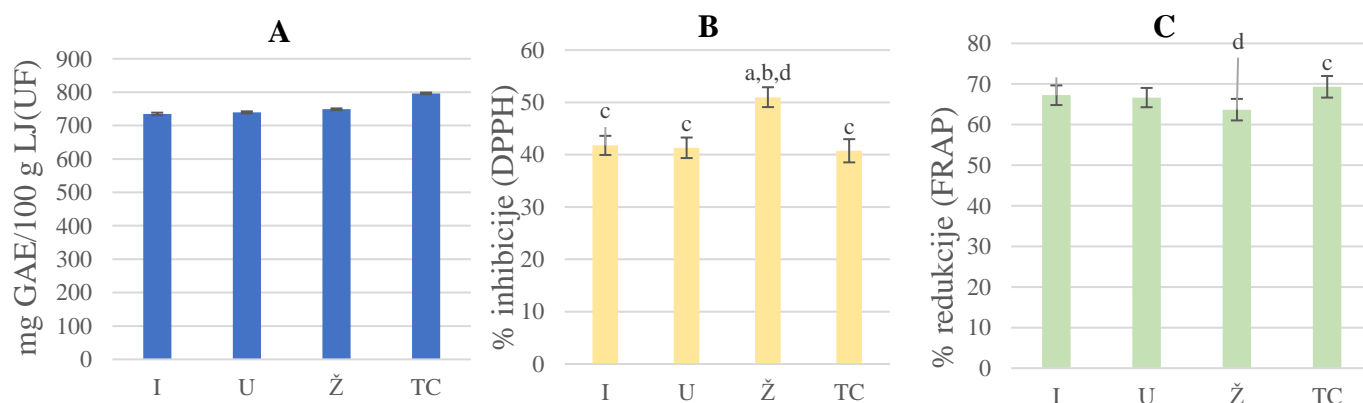 A
mg GAE/100 g LJ(UF)
900
800
700
600
500
400
300
200
100
0
I U Ž TC
B
% inhibicije (DPPH)
60
50
40
30
20
10
0
c c a,b,d c
I U Ž TC
C
% redukcije (FRAP)
80
70
60
50
40
30
20
10
0
d c
I U Ž TC